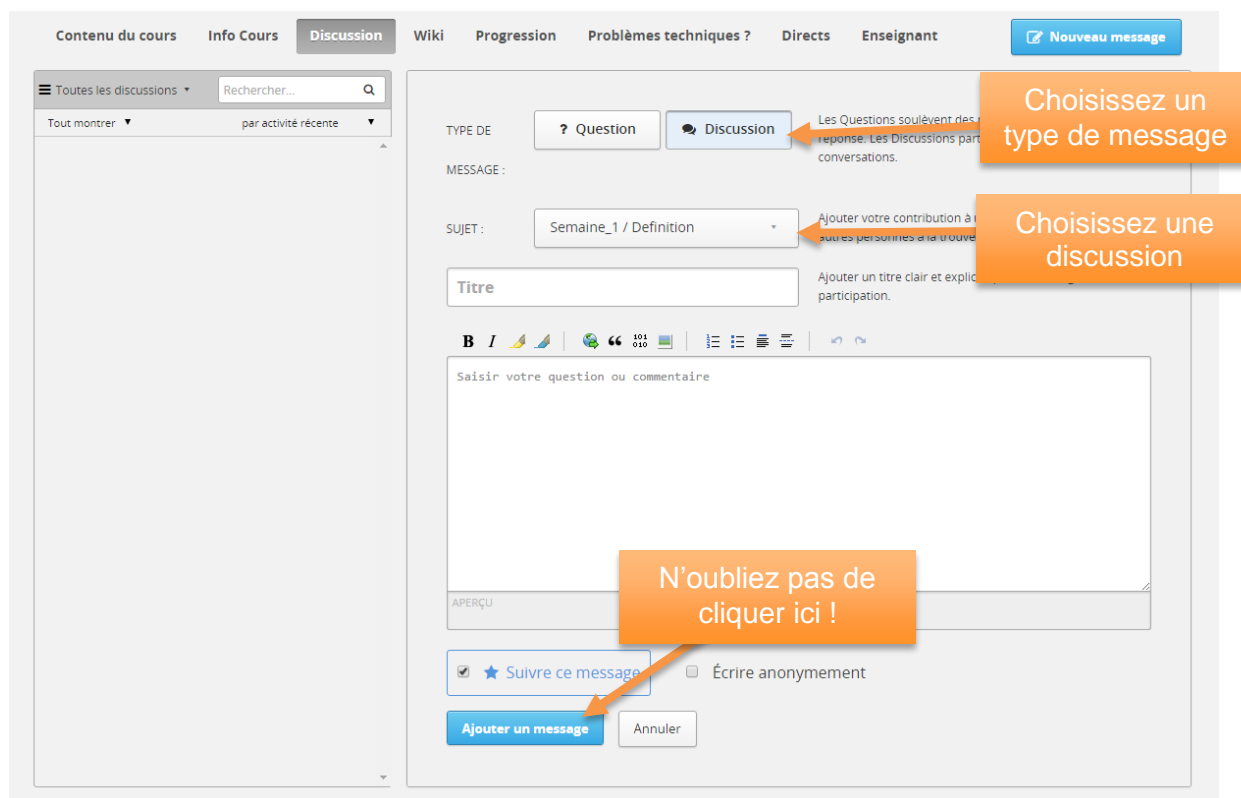 Contenu du cours Info Cours Discussion Wiki Progression Problèmes techniques ? Directs Enseignant Nouveau message
Toutes les discussions Rechercher...
Tout montrer par activité récente
TYPE DE
MESSAGE :
? Question Discussion
Les Questions soulèvent des
réponse. Les Discussions part
conversations.
Choisissez un
type de message
SUJET :
Semaine_1 / Definition
Ajouter votre contribution à
autres personnes à la trouve
Choisissez une
discussion
Titre
Ajouter un titre clair et explic
participation.
B I
Saisir votre question ou commentaire
APERÇU
N'oubliez pas de
cliquer ici !
Suivre ce message Écrire anonymement
Ajouter un message Annuler